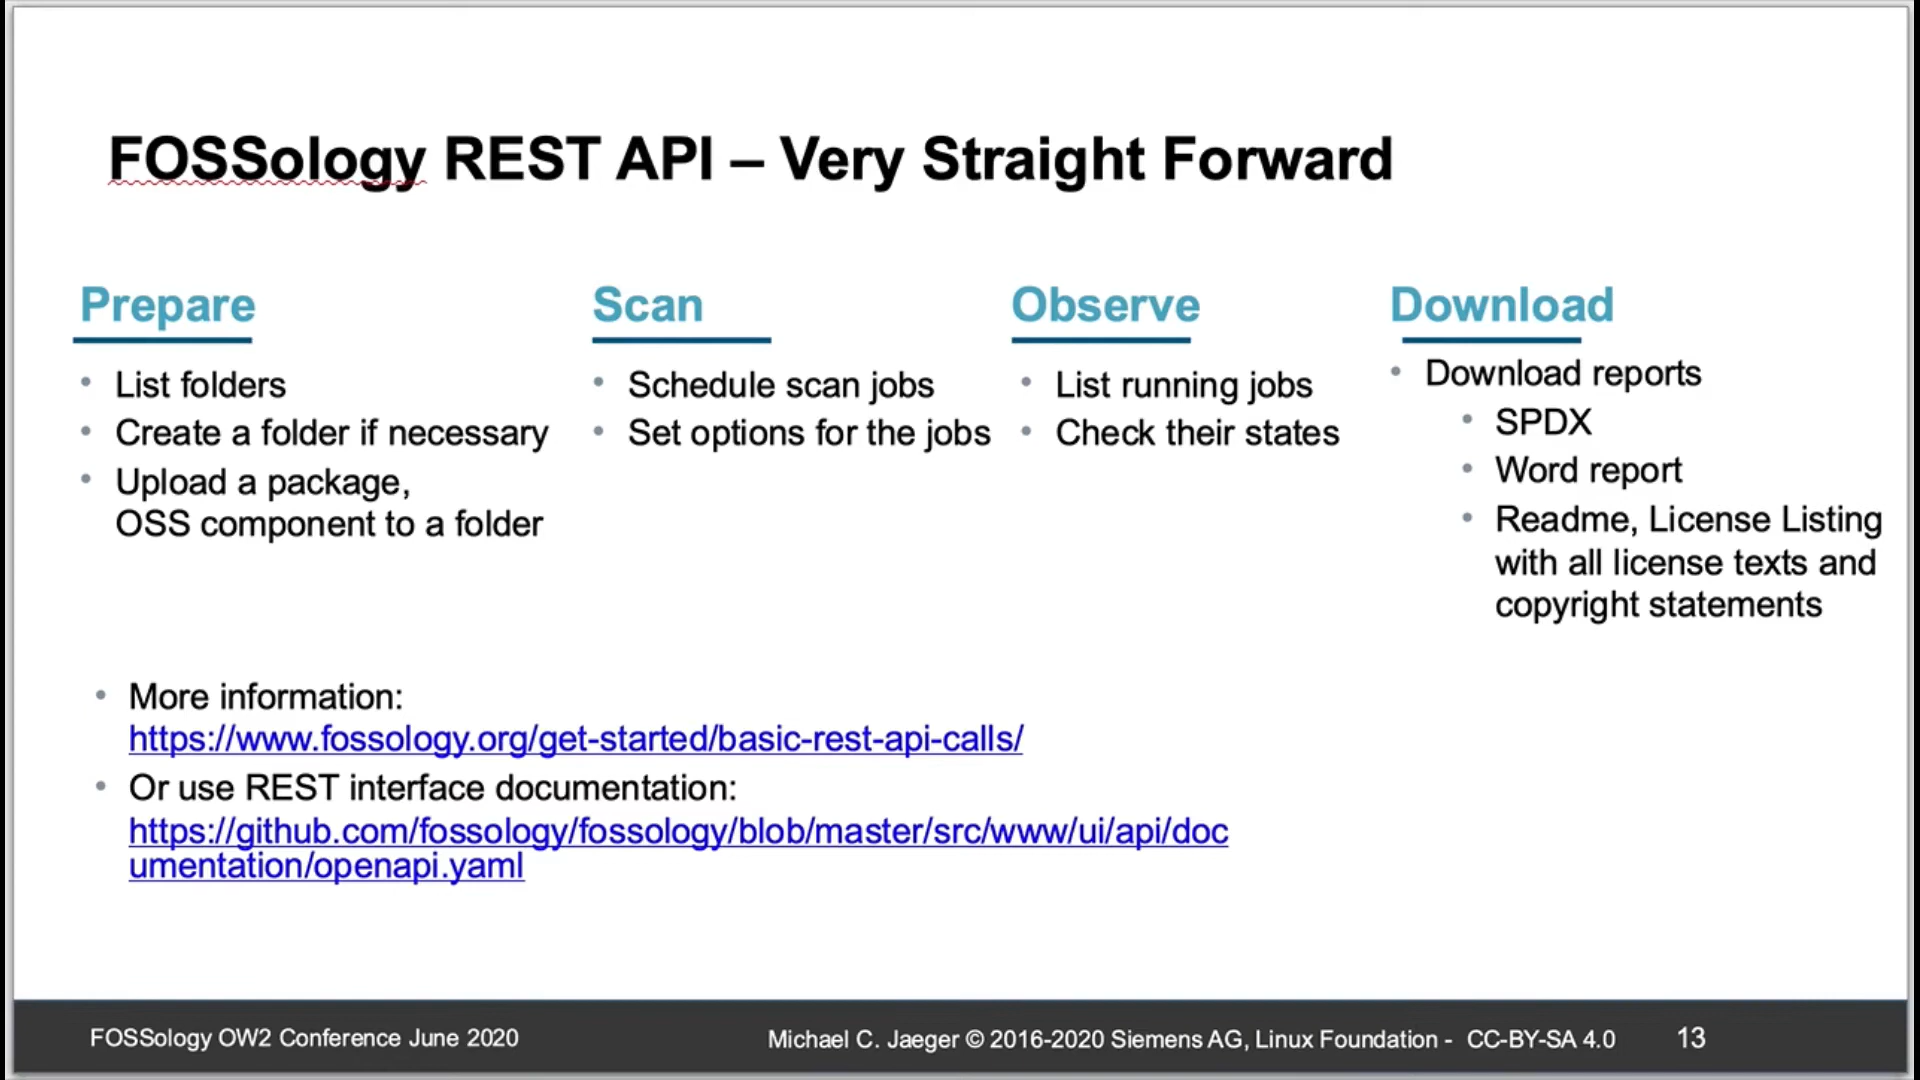 FOSSology REST API – Very Straight Forward
Prepare
List folders
Create a folder if necessary
Upload a package,
OSS component to a folder
Scan
Schedule scan jobs
Set options for the jobs
Observe
List running jobs
Check their states
Download
Download reports
SPDX
Word report
Readme, License Listing
with all license texts and
copyright statements
More information:
https://www.fossology.org/get-started/basic-rest-api-calls/
Or use REST interface documentation:
https://github.com/fossology/fossology/blob/master/src/www/ui/api/doc
umentation/openapi.yaml
FOSSology OW2 Conference June 2020
Michael C. Jaeger © 2016-2020 Siemens AG, Linux Foundation - CC-BY-SA 4.0
13